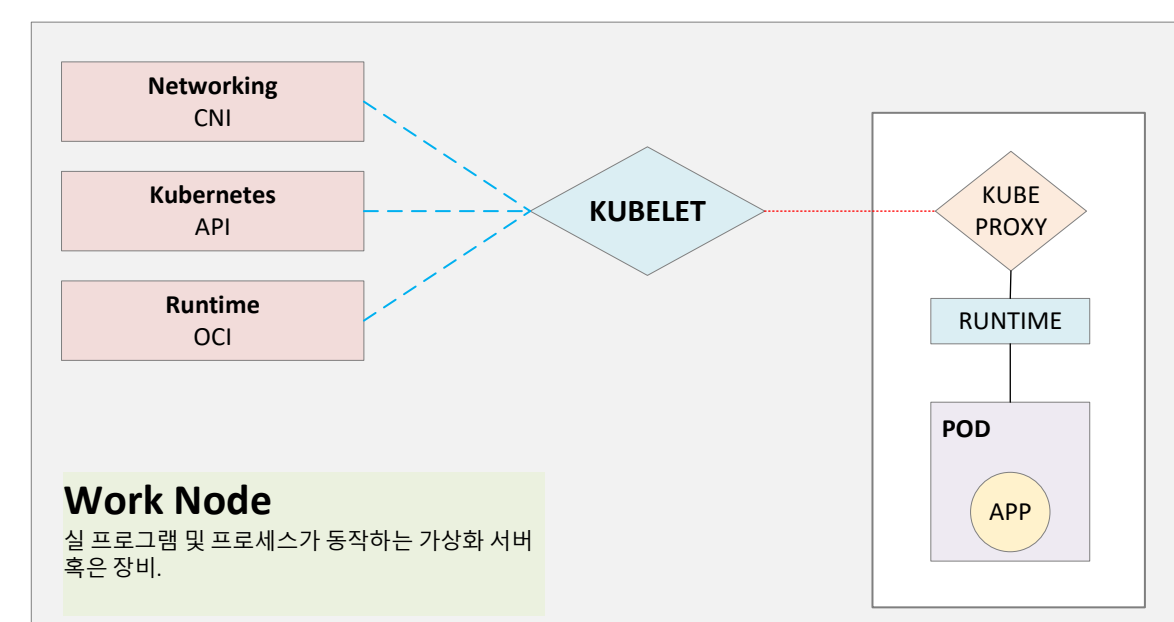 Networking
CNI
Kubernetes
API
Runtime
OCI
KUBELET
KUBE
PROXY
RUNTIME
POD
APP
Work Node
실 프로그램 및 프로세스가 동작하는 가상화 서버
혹은 장비.